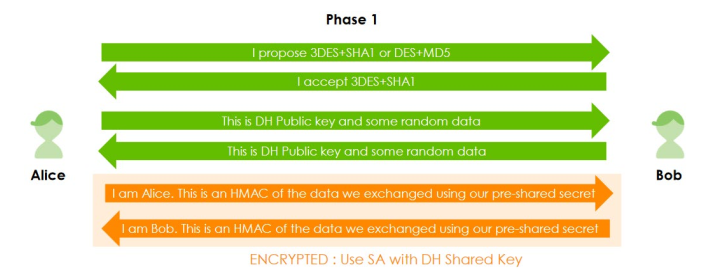 Phase 1
I propose 3DES+SHA1 or DES+MD5
I accept 3DES+SHA1
This is DH Public key and some random data
This is DH Public key and some random data
Alice
Bob
I am Alice. This is an HMAC of the data we exchanged using our pre-shared secret
I am Bob. This is an HMAC of the data we exchanged using our pre-shared secret
ENCRYPTED : Use SA with DH Shared Key